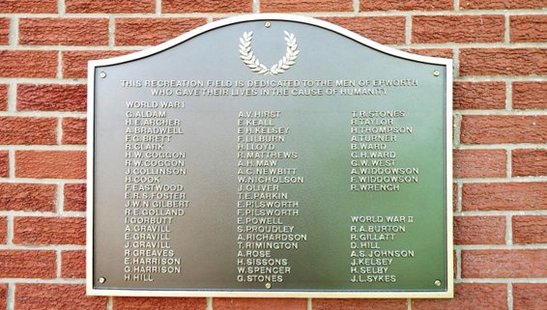 THIS RECREATION FIELD IS DEDICATED TO THE MEN OF EPWORTH
WHO GAVE THEIR LIVES IN THE CAUSE OF HUMANITY.
WORLD WAR I
G.ALDAM
H.E.ARCHER
A.BRADWELL
F.G.BRETT
R.CLARK
H.W.COGGON
R.W.COGGON
J.COLLINSON
H.COOK
F.EASTWOOD
E.R.S.FOSTER
J.W.N.GILBERT
R.E.GOLLAND
I.GORBUTT
A.GRAVILL
E.GRAVILL
J.GRAVILL
R.GREAVES
E.HARRISON
G.HARRISON
H.HILL
A.V.HIRST
E.KEALL
E.H.KELSEY
F.LILBURN
H.LLOYD
R.MATTHEWS
A.H.MAW
A.C.NEWBITT
W.NICHOLSON
J.OLIVER
T.E.PARKIN
E.PILSWORTH
F.PILSWORTH
E.POWELL
S.PROUDLEY
A.RICHARDSON
T.RIMINGTON
A.ROSE
H.SISSONS
W.SPENCER
G.STONES
T.R.STONES
R.TAYLOR
H.THOMPSON
A.TURNER
B.WARD
C.H.WARD
G.W.WEST
A.WIDDOWSON
F.WIDDOWSON
R.WRENCH
WORLD WAR II
R.A.BURTON
R.GILLATT
D.HILL
A.S.JOHNSON
J.KELSEY
H.SELBY
J.L.SYKES